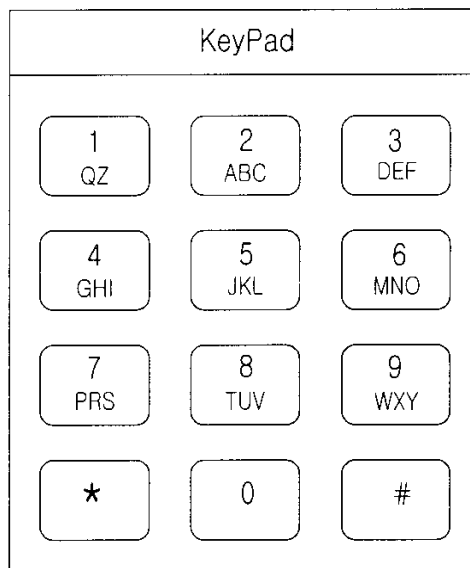 KeyPad
1 2 3
QZ ABC DEF
4 5 6
GHI JKL MNO
7 8 9
PRS TUV WXY
* 0 #